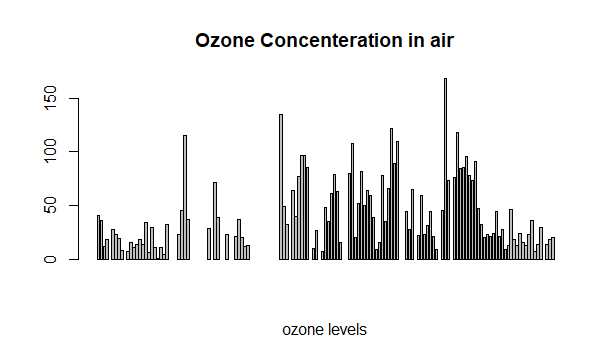 Ozone Concenteration in air
150
100
50
0
ozone levels